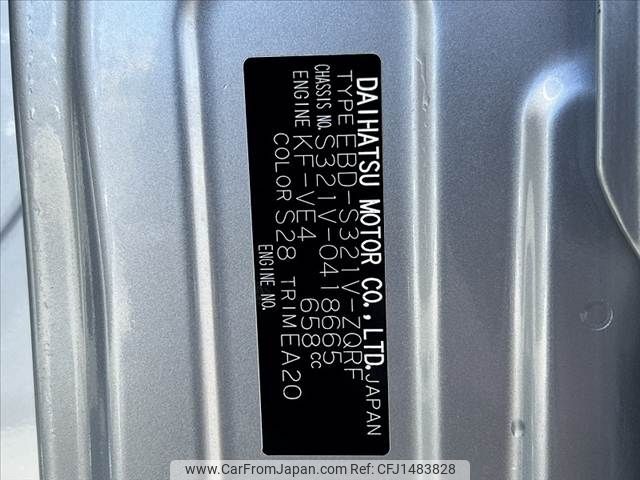 DAIHATSU MOTOR CO.,LTD.JAPAN
TYPE EBD-S321V-ZQRF
CHASSIS NO. S321V-0418665
ENGINE KF-VE4 658cc
COLOR S28 TRIM EA20
ENGINE NO.
www.CarFromJapan.com - CFJ1483828